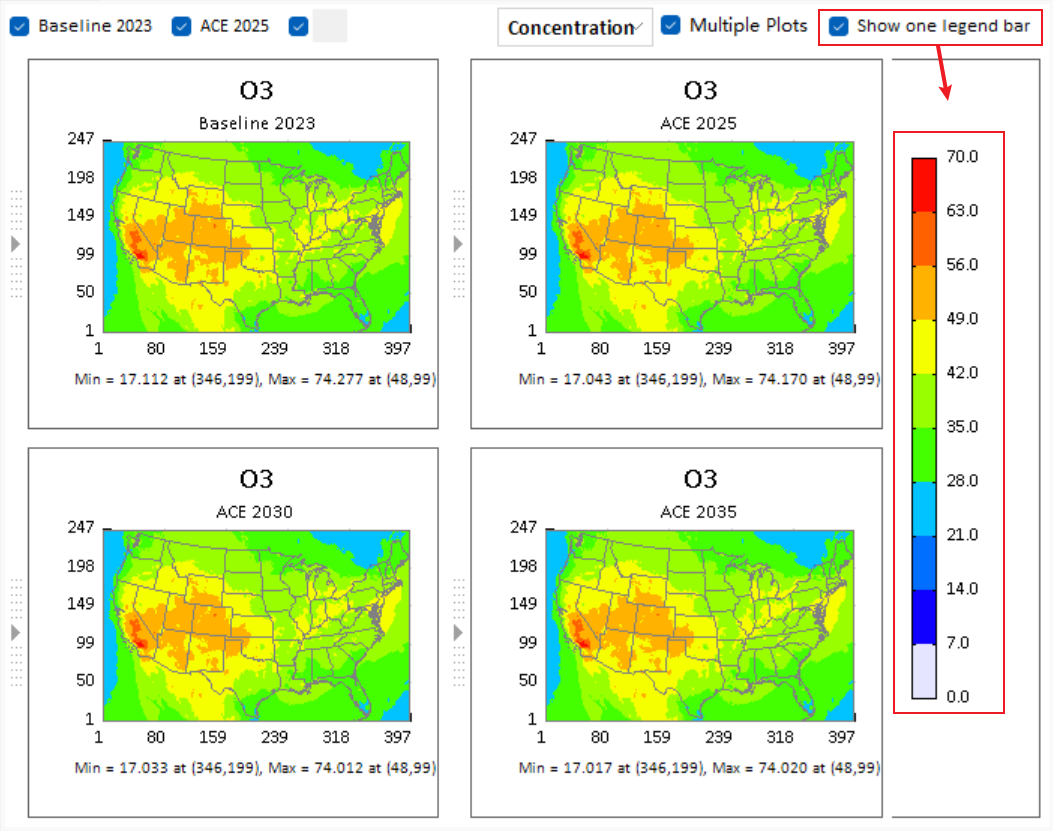 Baseline 2023 ACE 2025 Concentration Multiple Plots Show one legend bar
O3
Baseline 2023
247
198
149
99
50
1
1 80 159 239 318 397
Min = 17.112 at (346,199), Max = 74.277 at (48,99)
O3
ACE 2025
247
198
149
99
50
1
1 80 159 239 318 397
Min = 17.043 at (346,199), Max = 74.170 at (48,99)
O3
ACE 2030
247
198
149
99
50
1
1 80 159 239 318 397
Min = 17.033 at (346,199), Max = 74.012 at (48,99)
O3
ACE 2035
247
198
149
99
50
1
1 80 159 239 318 397
Min = 17.017 at (346,199), Max = 74.020 at (48,99)
70.0
63.0
56.0
49.0
42.0
35.0
28.0
21.0
14.0
7.0
0.0